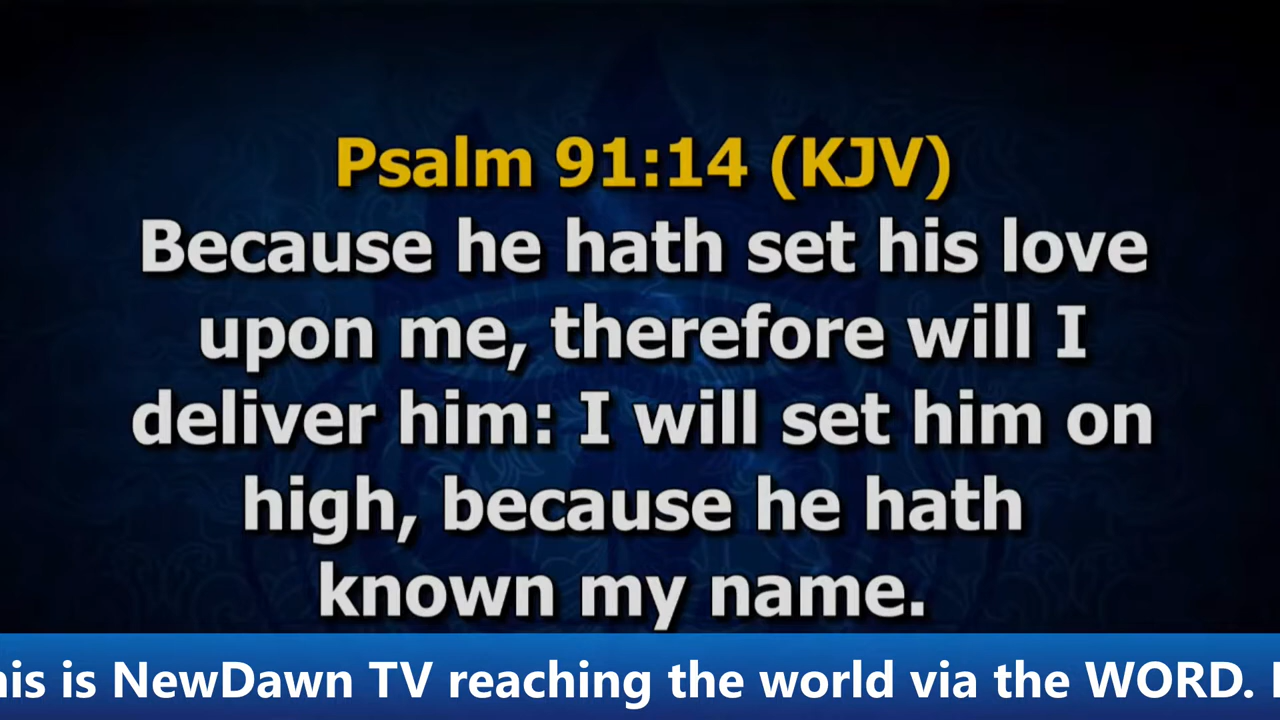 Psalm 91:14 (KJV)
Because he hath set his love
upon me, therefore will I
deliver him: I will set him on
high, because he hath
known my name.
is is NewDawn TV reaching the world via the WORD.